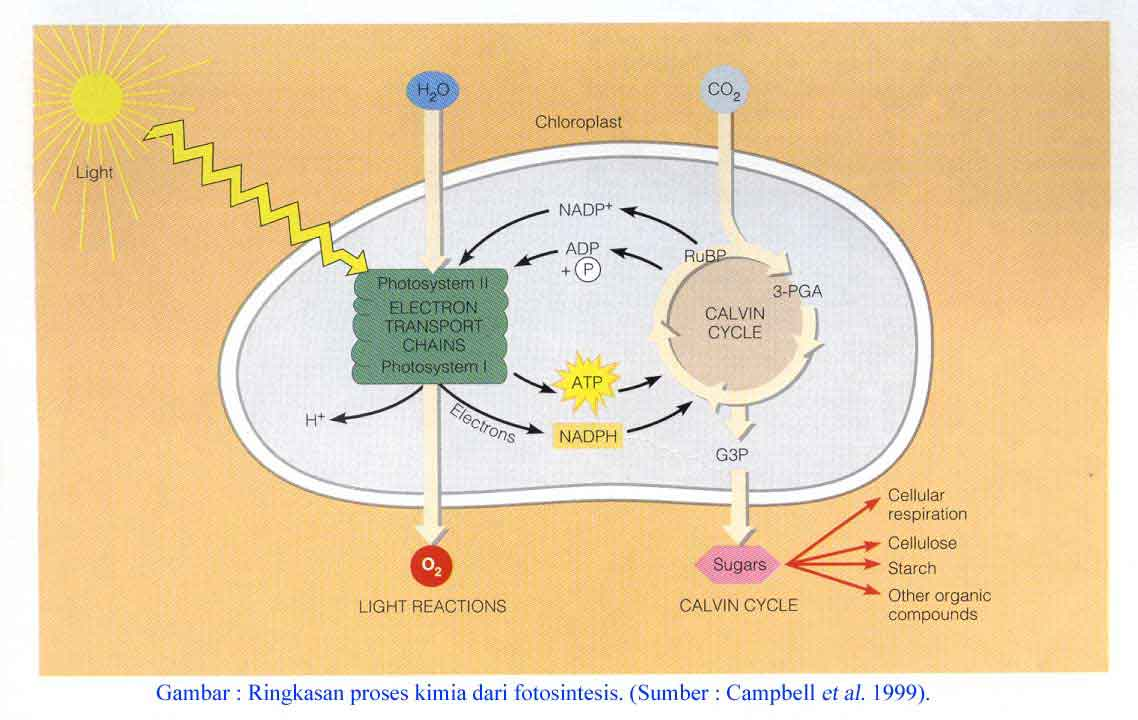 H₂O
CO₂
Chloroplast
Light
NADP⁺
ADP
+ P
RuBP
3-PGA
Photosystem II
ELECTRON
TRANSPORT
CHAINS
Photosystem I
CALVIN
CYCLE
ATP
H⁺
Electrons
NADPH
G3P
Cellular
respiration
Cellulose
Starch
Other organic
compounds
O₂
Sugars
LIGHT REACTIONS
CALVIN CYCLE
Gambar : Ringkasan proses kimia dari fotosintesis. (Sumber : Campbell et al. 1999).